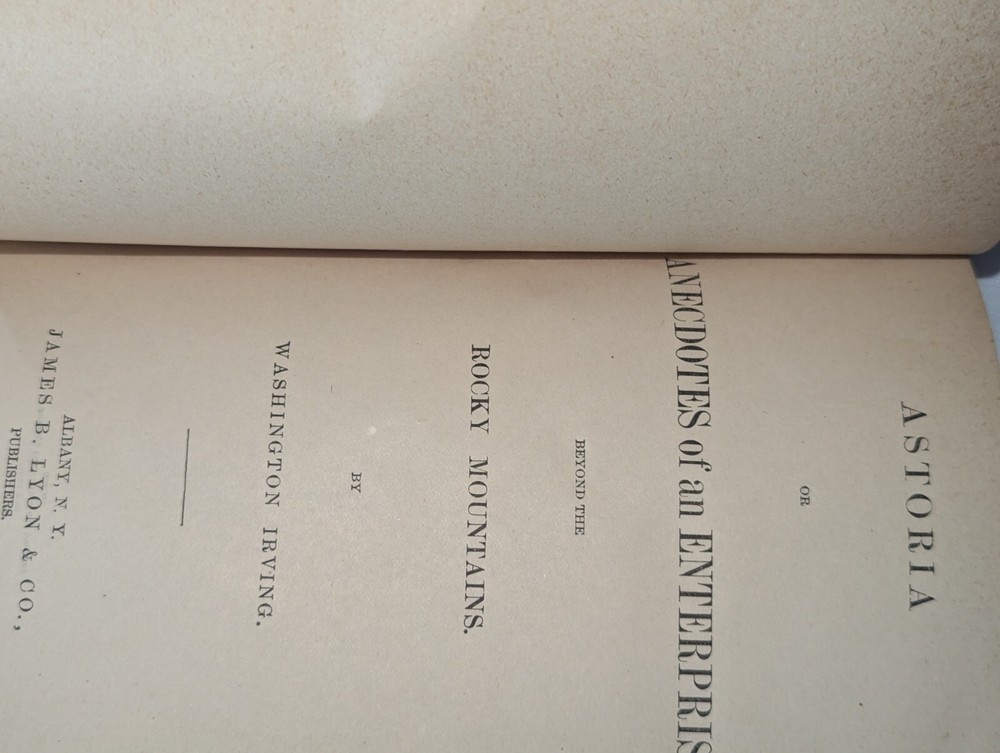 ASTORIA
OR
ANECDOTES of an ENTERPRIS
BEYOND THE
ROCKY MOUNTAINS.
BY
WASHINGTON IRVING.
ALBANY, N. Y.
JAMES B. LYON & CO.,
PUBLISHERS.